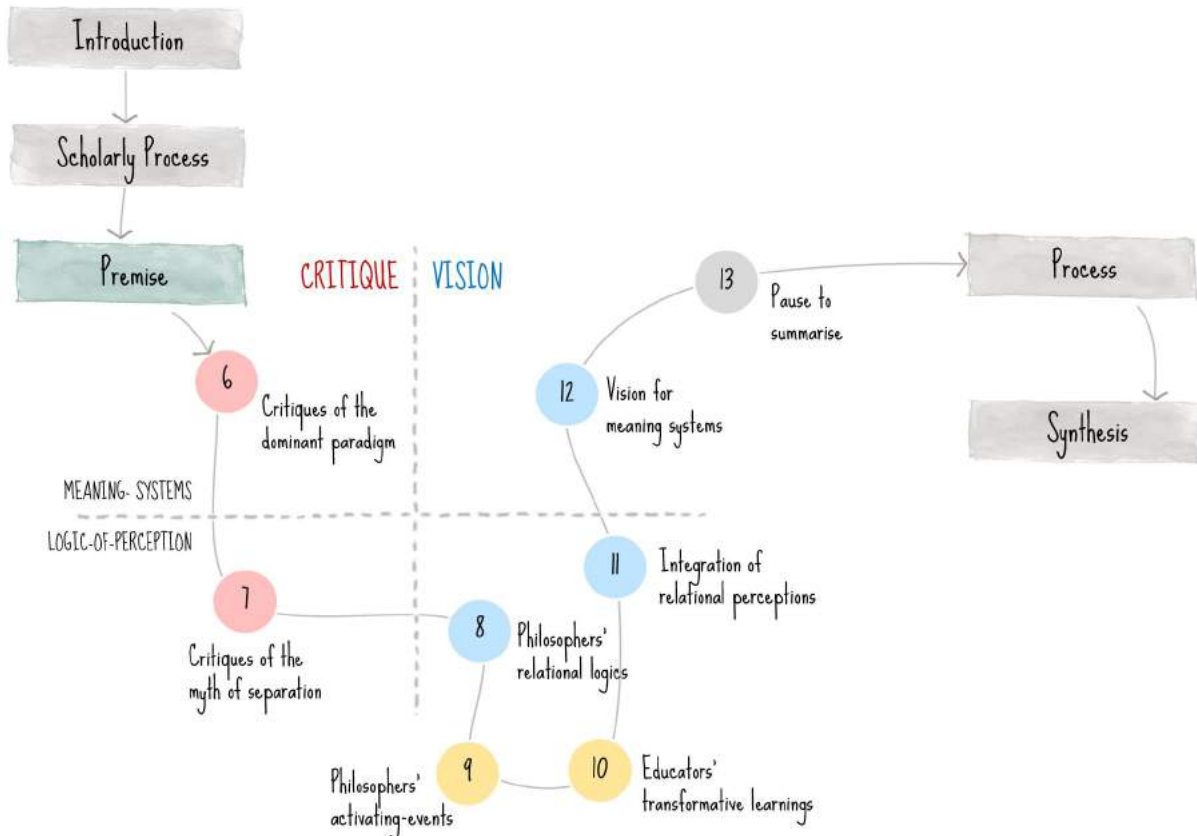 Introduction
Scholarly Process
Premise
CRITIQUE
VISION
6
Critiques of the
dominant paradigm
MEANING- SYSTEMS
LOGIC-OF-PERCEPTION
7
Critiques of the
myth of separation
8
Philosophers'
relational logics
9
Philosophers'
activating-events
10
Educators'
transformative learnings
11
Integration of
relational perceptions
12
Vision for
meaning systems
13
Pause to
summarise
Process
Synthesis